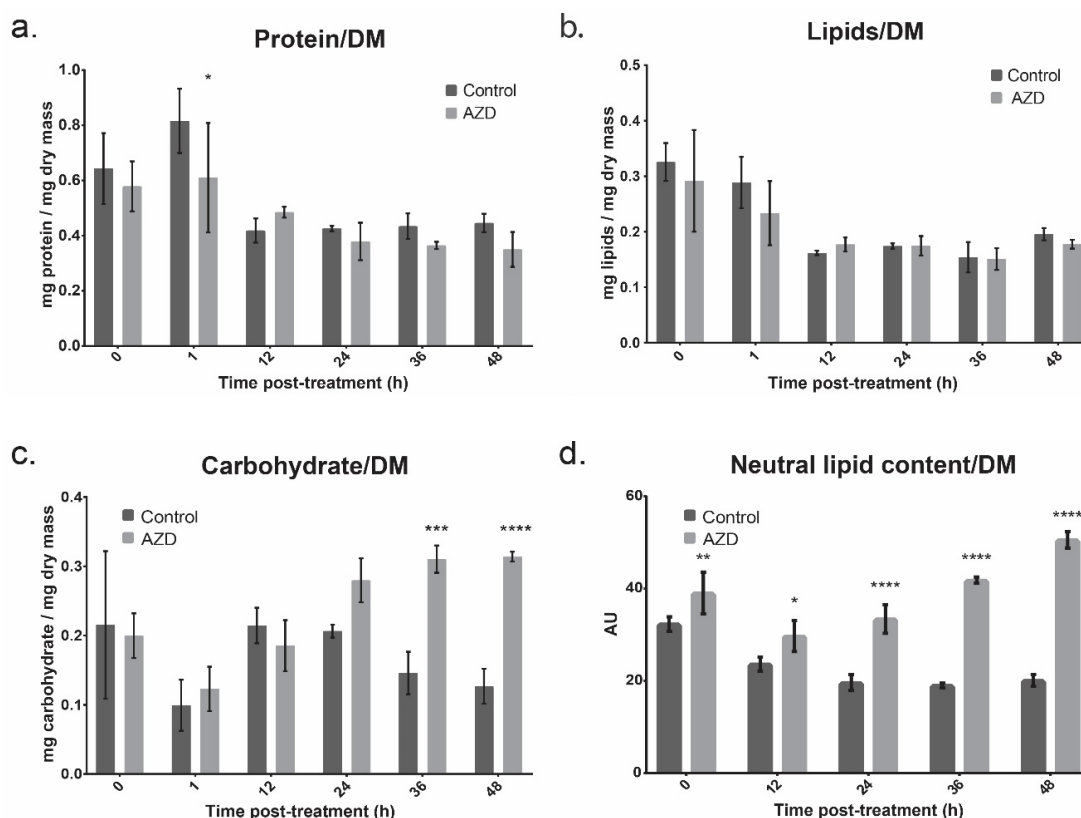 a.
Protein/DM
mg protein / mg dry mass
1.0
0.8
0.6
0.4
0.2
0.0
*
Control
AZD
0
1
12
24
36
48
Time post-treatment (h)
b.
Lipids/DM
mg lipids / mg dry mass
0.5
0.4
0.3
0.2
0.1
0.0
Control
AZD
0
1
12
24
36
48
Time post-treatment (h)
c.
Carbohydrate/DM
mg carbohydrate / mg dry mass
0.4
0.3
0.2
0.1
0.0
Control
AZD
***
****
0
1
12
24
36
48
Time post-treatment (h)
d.
Neutral lipid content/DM
AU
60
40
20
0
Control
AZD
**
*
****
****
****
0
12
24
36
48
Time post-treatment (h)